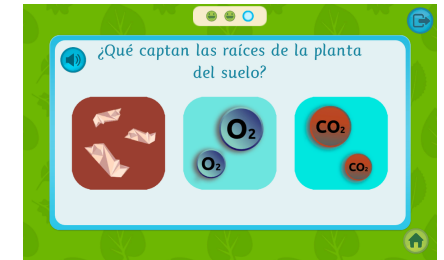 ¿Qué captan las raíces de la planta
del suelo?
O₂
O₂
CO₂
CO₂